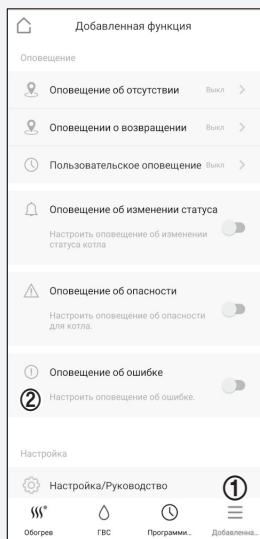 Добавленная функция
Оповещение
Оповещение об отсутствии Выкл
Оповещении о возвращении Выкл
Пользовательское оповещение Выкл
Оповещение об изменении статуса
Настроить оповещение об изменении
статуса котла
Оповещение об опасности
Настроить оповещение об опасности
для котла.
Оповещение об ошибке
② Настроить оповещение об ошибке.
Настройка
Настройка/Руководство
①
Обогрев ГВС Программи... Добавленна...